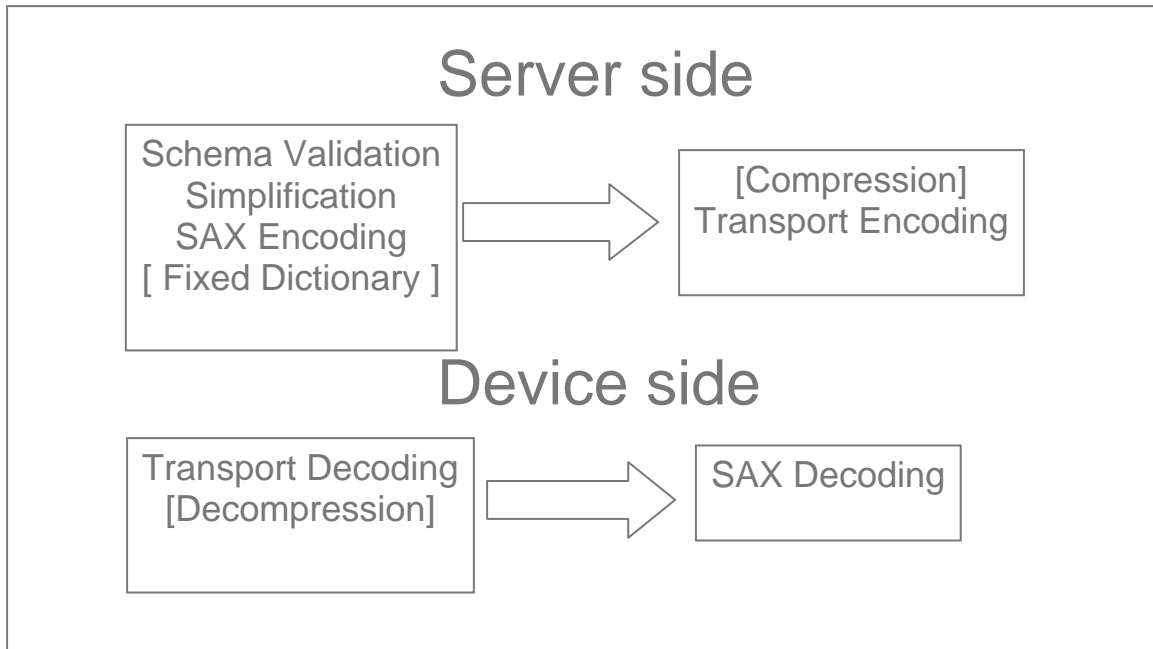 Server side
Schema Validation
Simplification
SAX Encoding
[ Fixed Dictionary ]
[Compression]
Transport Encoding
Device side
Transport Decoding
[Decompression]
SAX Decoding